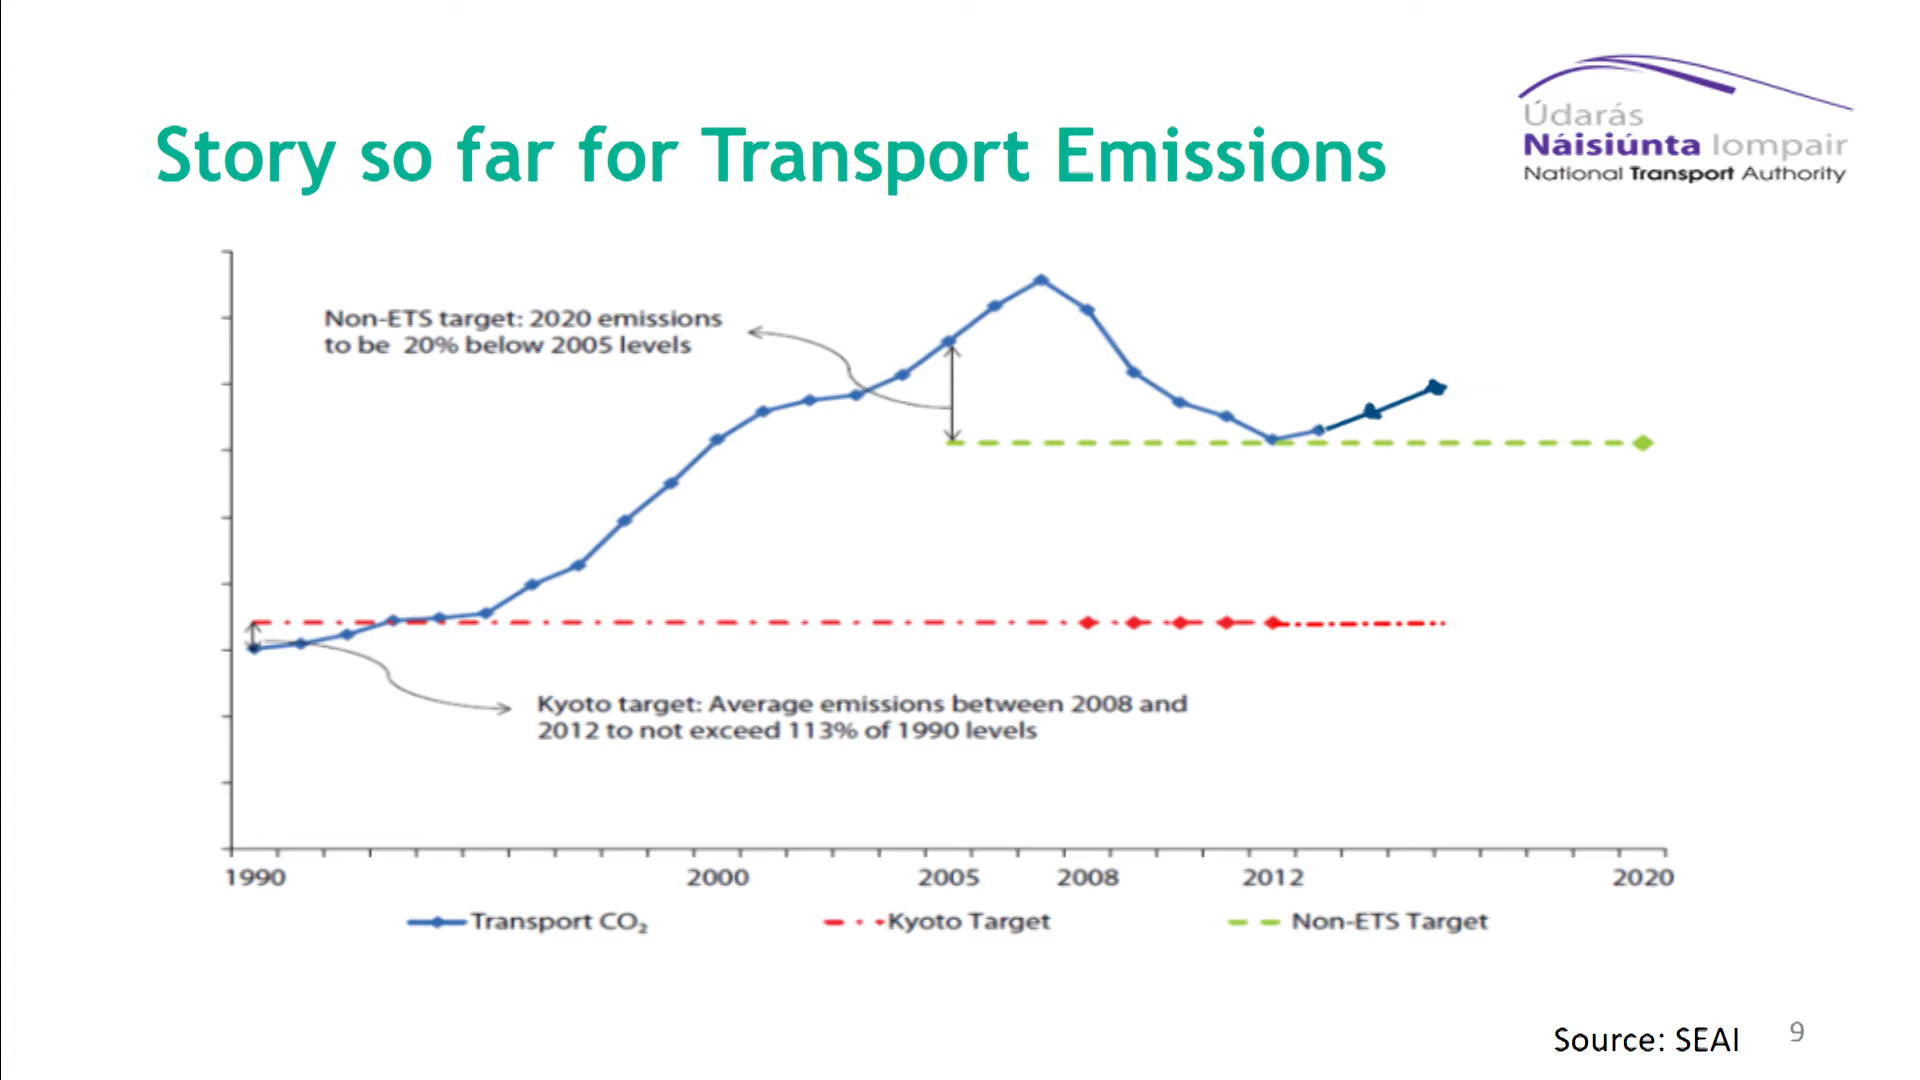 Story so far for Transport Emissions
Údarás
Náisiúnta Iompair
National Transport Authority
Non-ETS target: 2020 emissions
to be 20% below 2005 levels
Kyoto target: Average emissions between 2008 and
2012 to not exceed 113% of 1990 levels
1990 2000 2005 2008 2012 2020
Transport CO₂ Kyoto Target Non-ETS Target
Source: SEAI 9